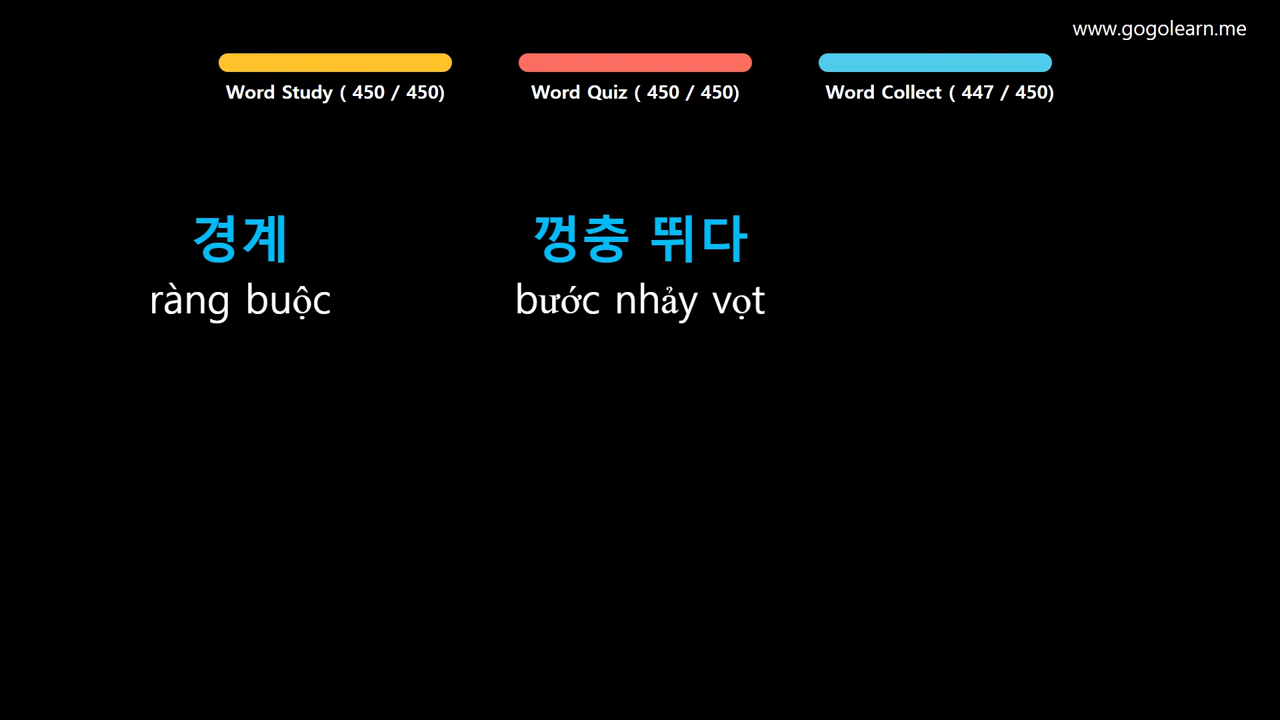 www.gogolearn.me
Word Study ( 450 / 450)
Word Quiz ( 450 / 450)
Word Collect ( 447 / 450)
경계
ràng buộc
껑충 뛰다
bước nhảy vọt